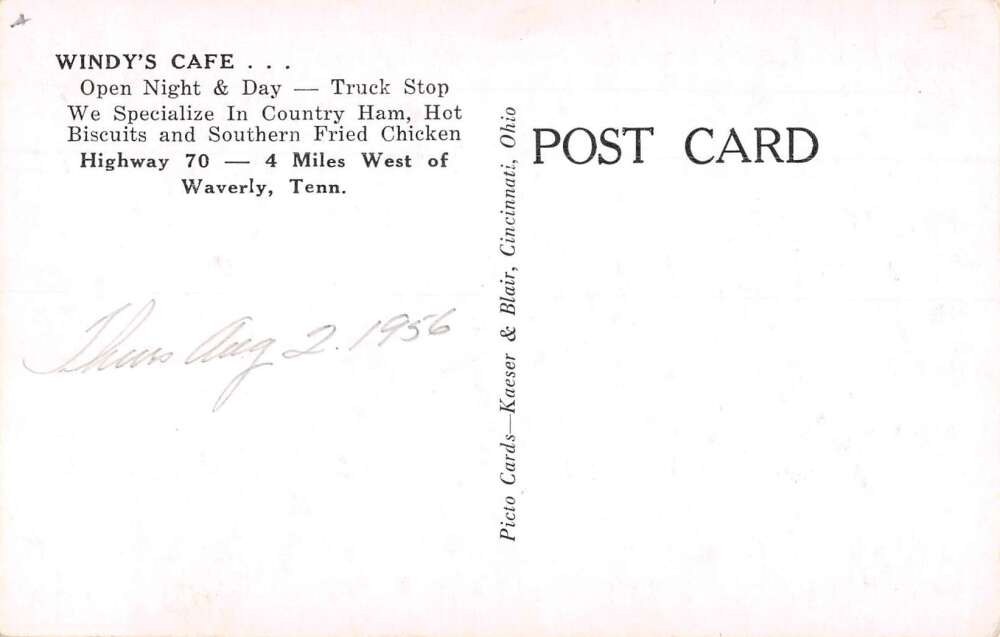 WINDY'S CAFE . . .
Open Night & Day — Truck Stop
We Specialize In Country Ham, Hot
Biscuits and Southern Fried Chicken
Highway 70 — 4 Miles West of
Waverly, Tenn.
Thurs Aug 2. 1956
Picto Cards—Kaeser & Blair, Cincinnati, Ohio
POST CARD
5-